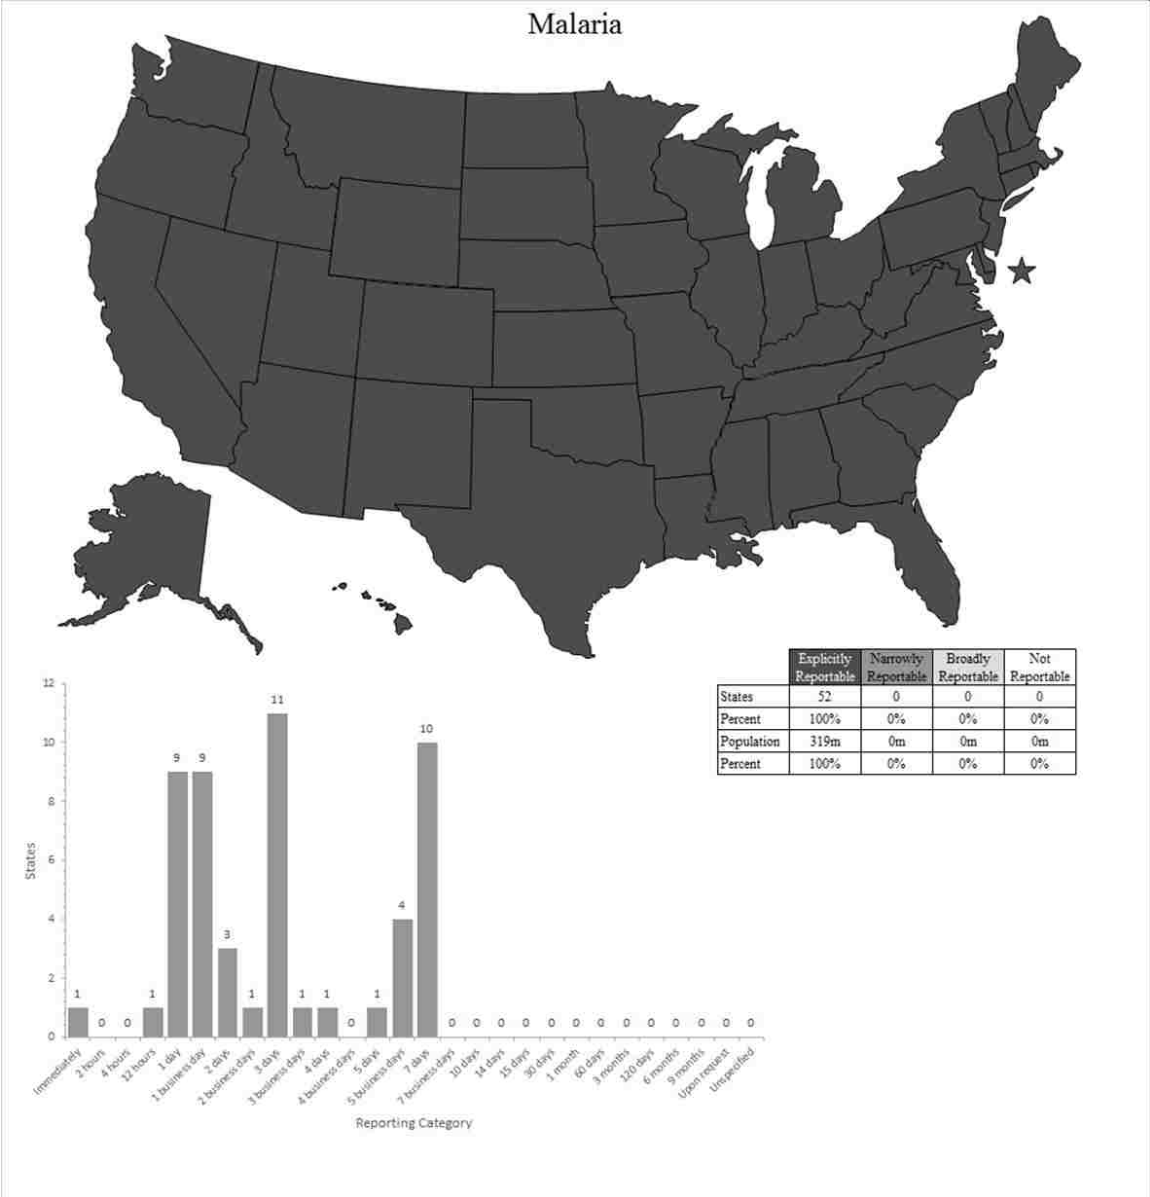 Malaria
Explicitly Reportable Narrowly Reportable Broadly Reportable Not Reportable
States 52 0 0 0
Percent 100% 0% 0% 0%
Population 319m 0m 0m 0m
Percent 100% 0% 0% 0%
12
10
8
6
4
2
0
States
1 0 0 1 9 9 3 1 11 1 1 0 1 4 10 0 0 0 0 0 0 0 0 0 0 0 0 0
Immediately
2 hours
4 hours
12 hours
1 day
1 business day
2 days
2 business days
3 days
3 business days
4 days
4 business days
5 days
5 business days
7 days
7 business days
10 days
14 days
15 days
30 days
1 month
60 days
3 months
120 days
6 months
9 months
Upon request
Unspecified
Reporting Category